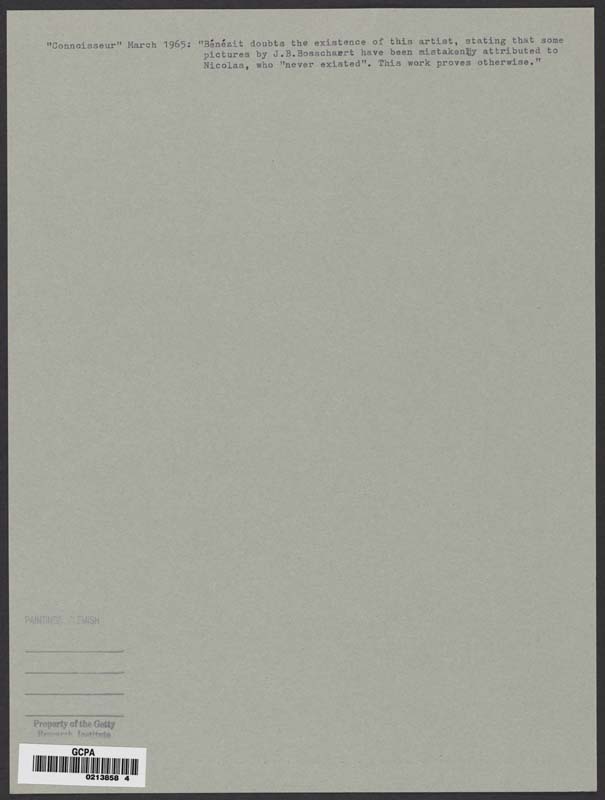 "Connoisseur" March 1965: "Bénézit doubts the existence of this artist, stating that some
pictures by J.B.Bosschaert have been mistakenly attributed to
Nicolas, who "never existed". This work proves otherwise."
PAINTINGS FLEMISH
Property of the Getty
Research Institute
GCPA
0213858 4